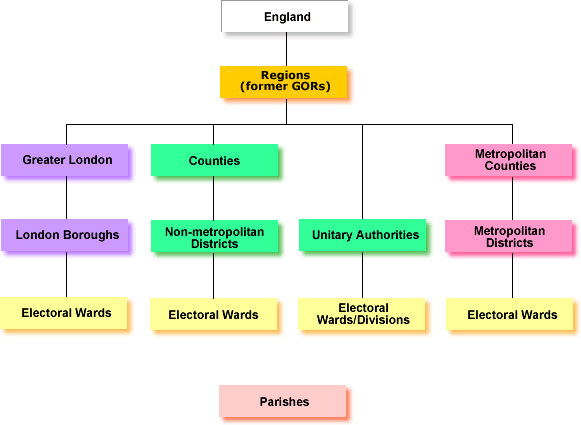 England
Regions
(former GORs)
Greater London
Counties
Metropolitan
Counties
London Boroughs
Non-metropolitan
Districts
Unitary Authorities
Metropolitan
Districts
Electoral Wards
Electoral Wards
Electoral
Wards/Divisions
Electoral Wards
Parishes